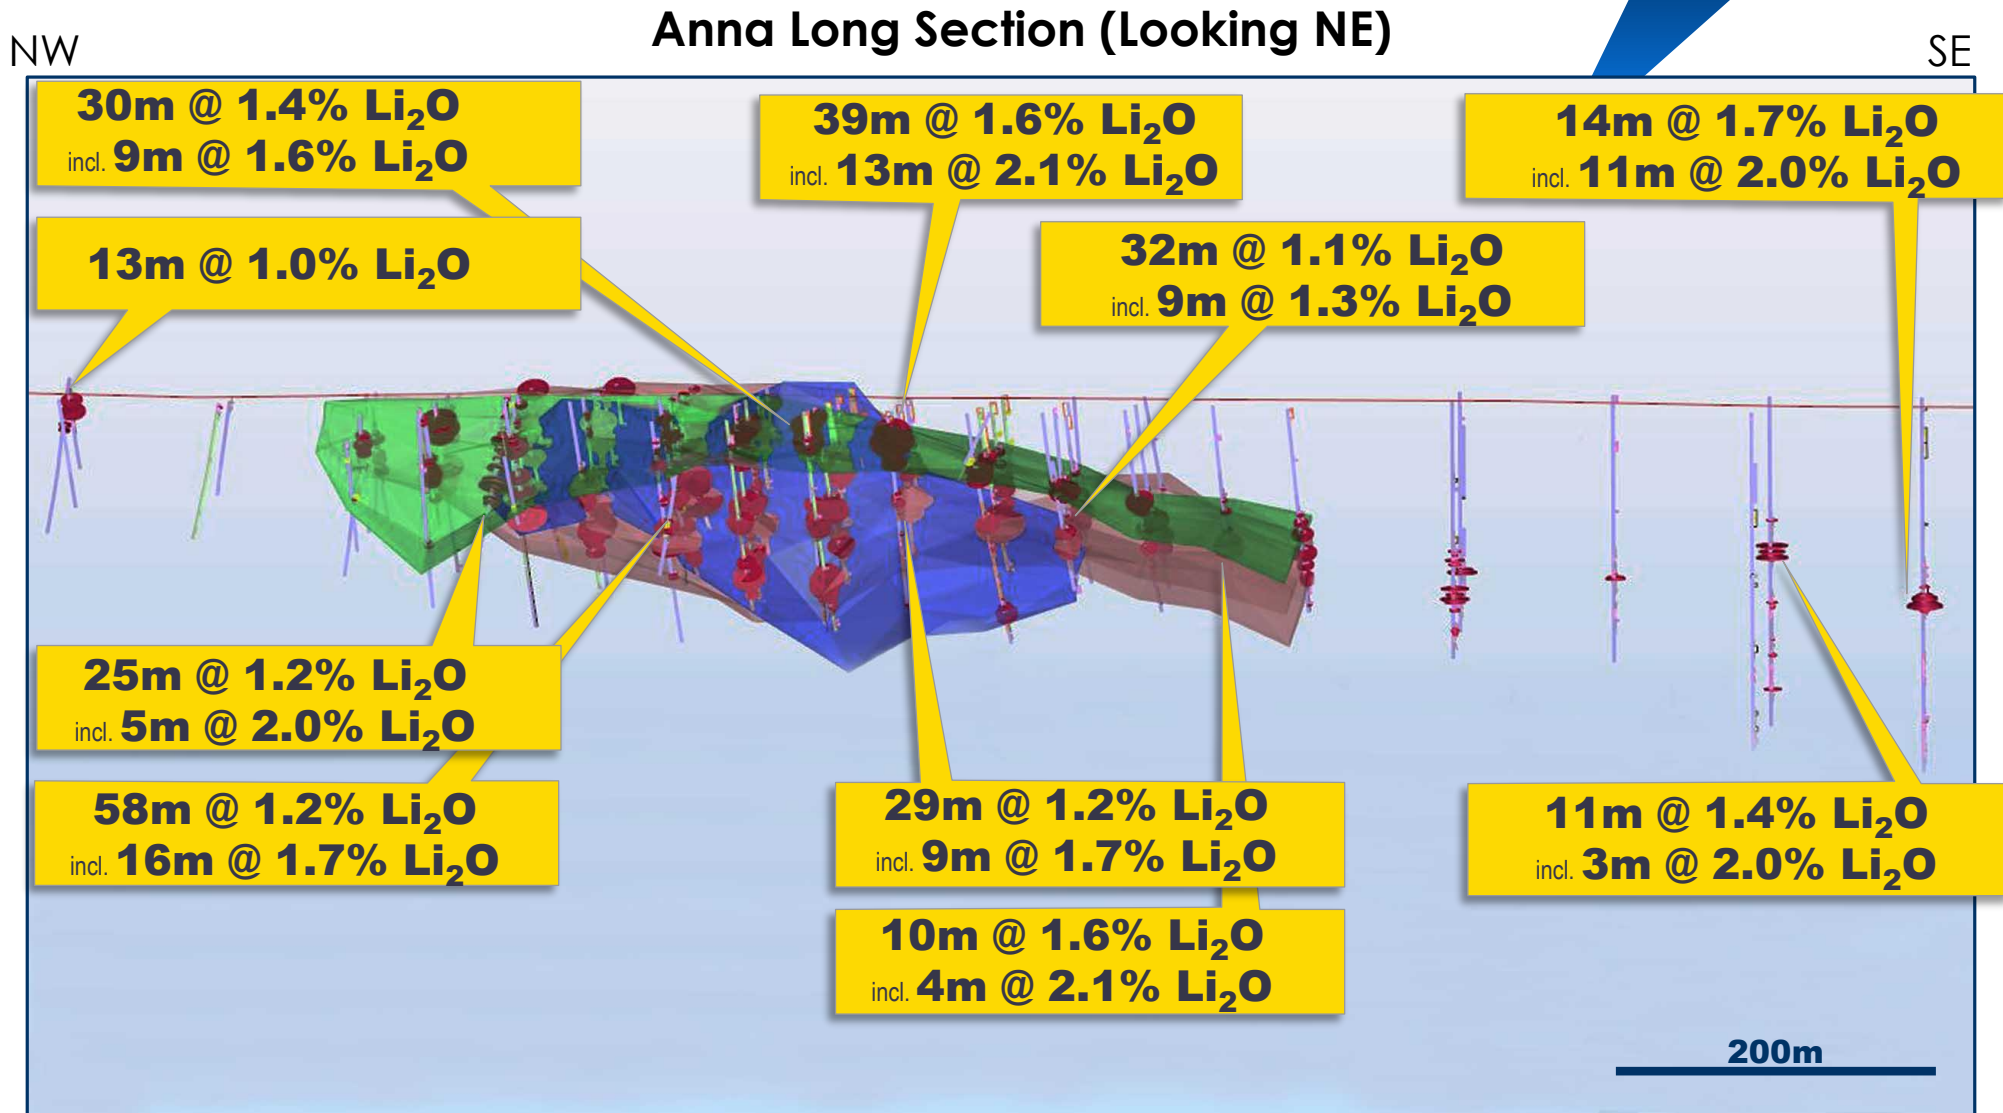 Anna Long Section (Looking NE)
NW
SE
30m @ 1.4% Li₂O
incl. 9m @ 1.6% Li₂O
39m @ 1.6% Li₂O
incl. 13m @ 2.1% Li₂O
14m @ 1.7% Li₂O
incl. 11m @ 2.0% Li₂O
13m @ 1.0% Li₂O
32m @ 1.1% Li₂O
incl. 9m @ 1.3% Li₂O
25m @ 1.2% Li₂O
incl. 5m @ 2.0% Li₂O
58m @ 1.2% Li₂O
incl. 16m @ 1.7% Li₂O
29m @ 1.2% Li₂O
incl. 9m @ 1.7% Li₂O
11m @ 1.4% Li₂O
incl. 3m @ 2.0% Li₂O
10m @ 1.6% Li₂O
incl. 4m @ 2.1% Li₂O
200m